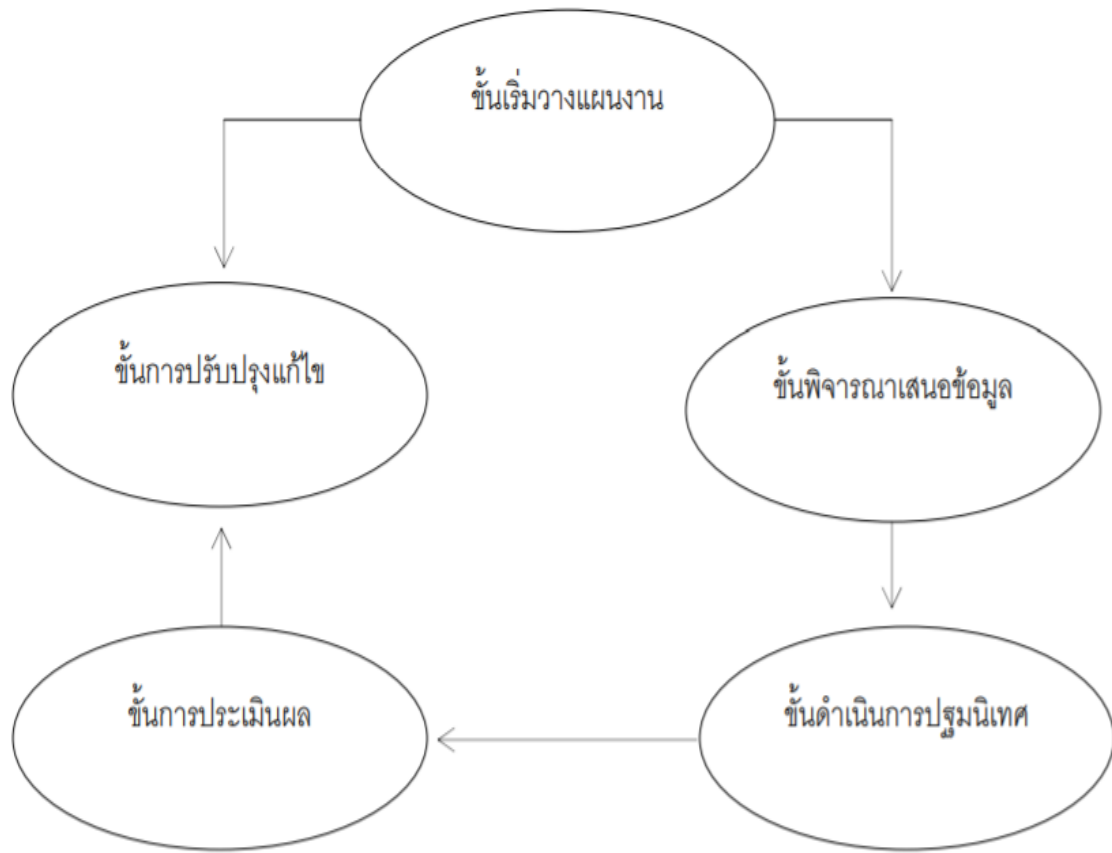 ขั้นเริ่มวางแผนงาน
ขั้นการปรับปรุงแก้ไข
ขั้นพิจารณาเสนอข้อมูล
ขั้นการประเมินผล
ขั้นดำเนินการปฐมนิเทศ